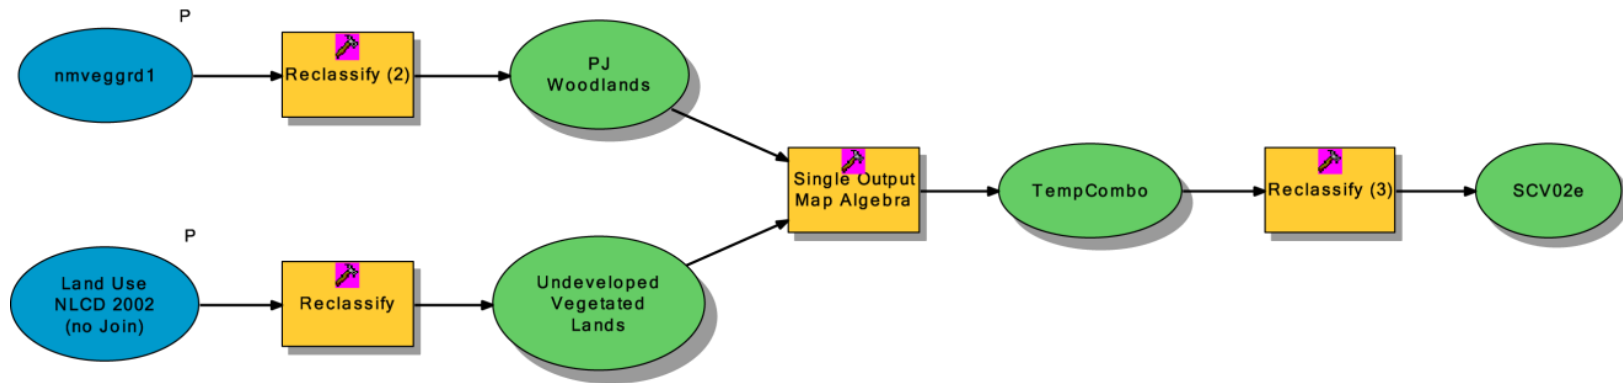 P
nmveggrd1
Reclassify (2)
PJ
Woodlands
Single Output
Map Algebra
TempCombo
Reclassify (3)
SCV02e
P
Land Use
NLCD 2002
(no Join)
Reclassify
Undeveloped
Vegetated
Lands